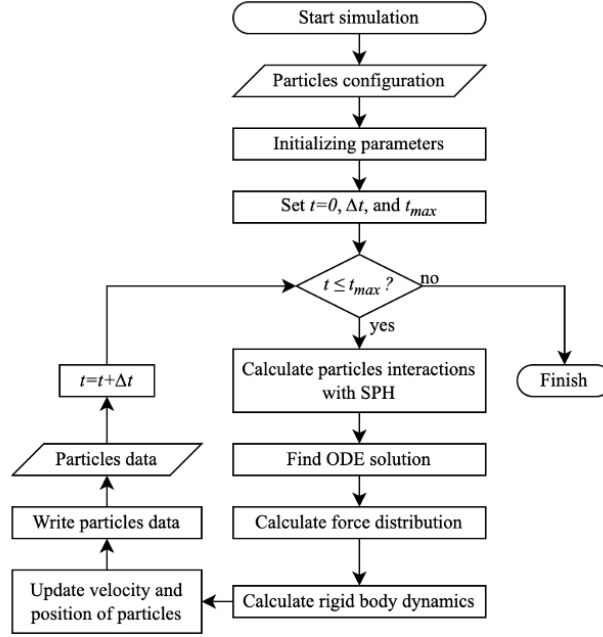 Start simulation
Particles configuration
Initializing parameters
Set t=0, Δt, and t_max
t ≤ t_max ?
no
yes
Calculate particles interactions
with SPH
Finish
t=t+Δt
Find ODE solution
Particles data
Calculate force distribution
Write particles data
Calculate rigid body dynamics
Update velocity and
position of particles